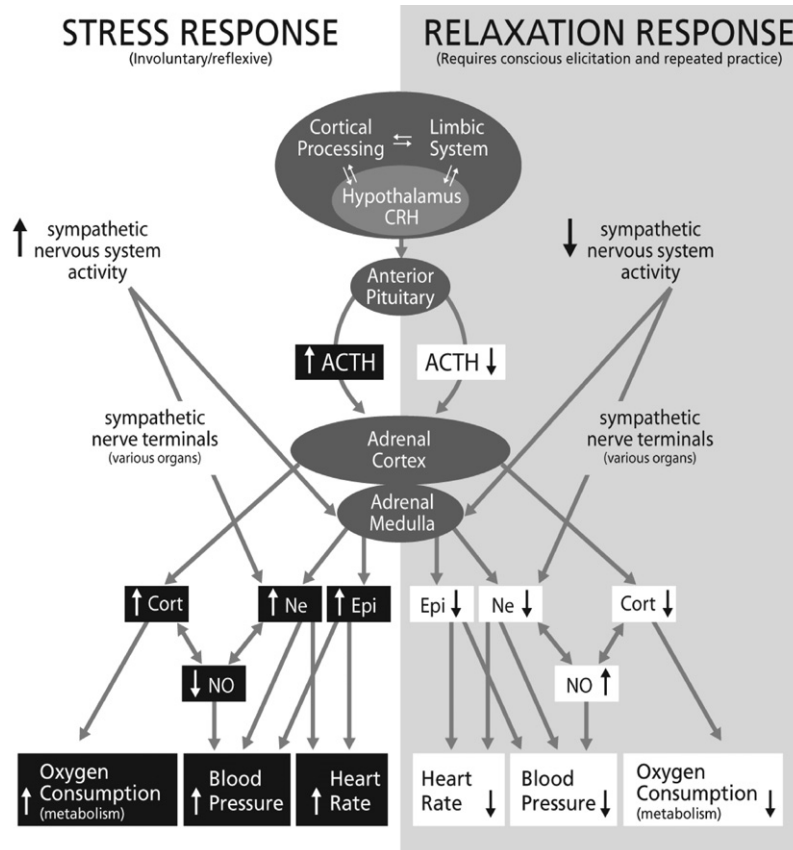 STRESS RESPONSE
(Involuntary/reflexive)
RELAXATION RESPONSE
(Requires conscious elicitation and repeated practice)
Cortical
Processing
Limbic
System
Hypothalamus
CRH
↑ sympathetic
nervous system
activity
↓ sympathetic
nervous system
activity
Anterior
Pituitary
↑ ACTH
ACTH ↓
sympathetic
nerve terminals
(various organs)
sympathetic
nerve terminals
(various organs)
Adrenal
Cortex
Adrenal
Medulla
↑ Cort
↑ Ne
↑ Epi
Epi ↓
Ne ↓
Cort ↓
↓ NO
NO ↑
↑ Oxygen
Consumption
(metabolism)
Blood
↑ Pressure
Heart
↑ Rate
Heart
Rate ↓
Blood
Pressure ↓
Oxygen
Consumption
(metabolism) ↓